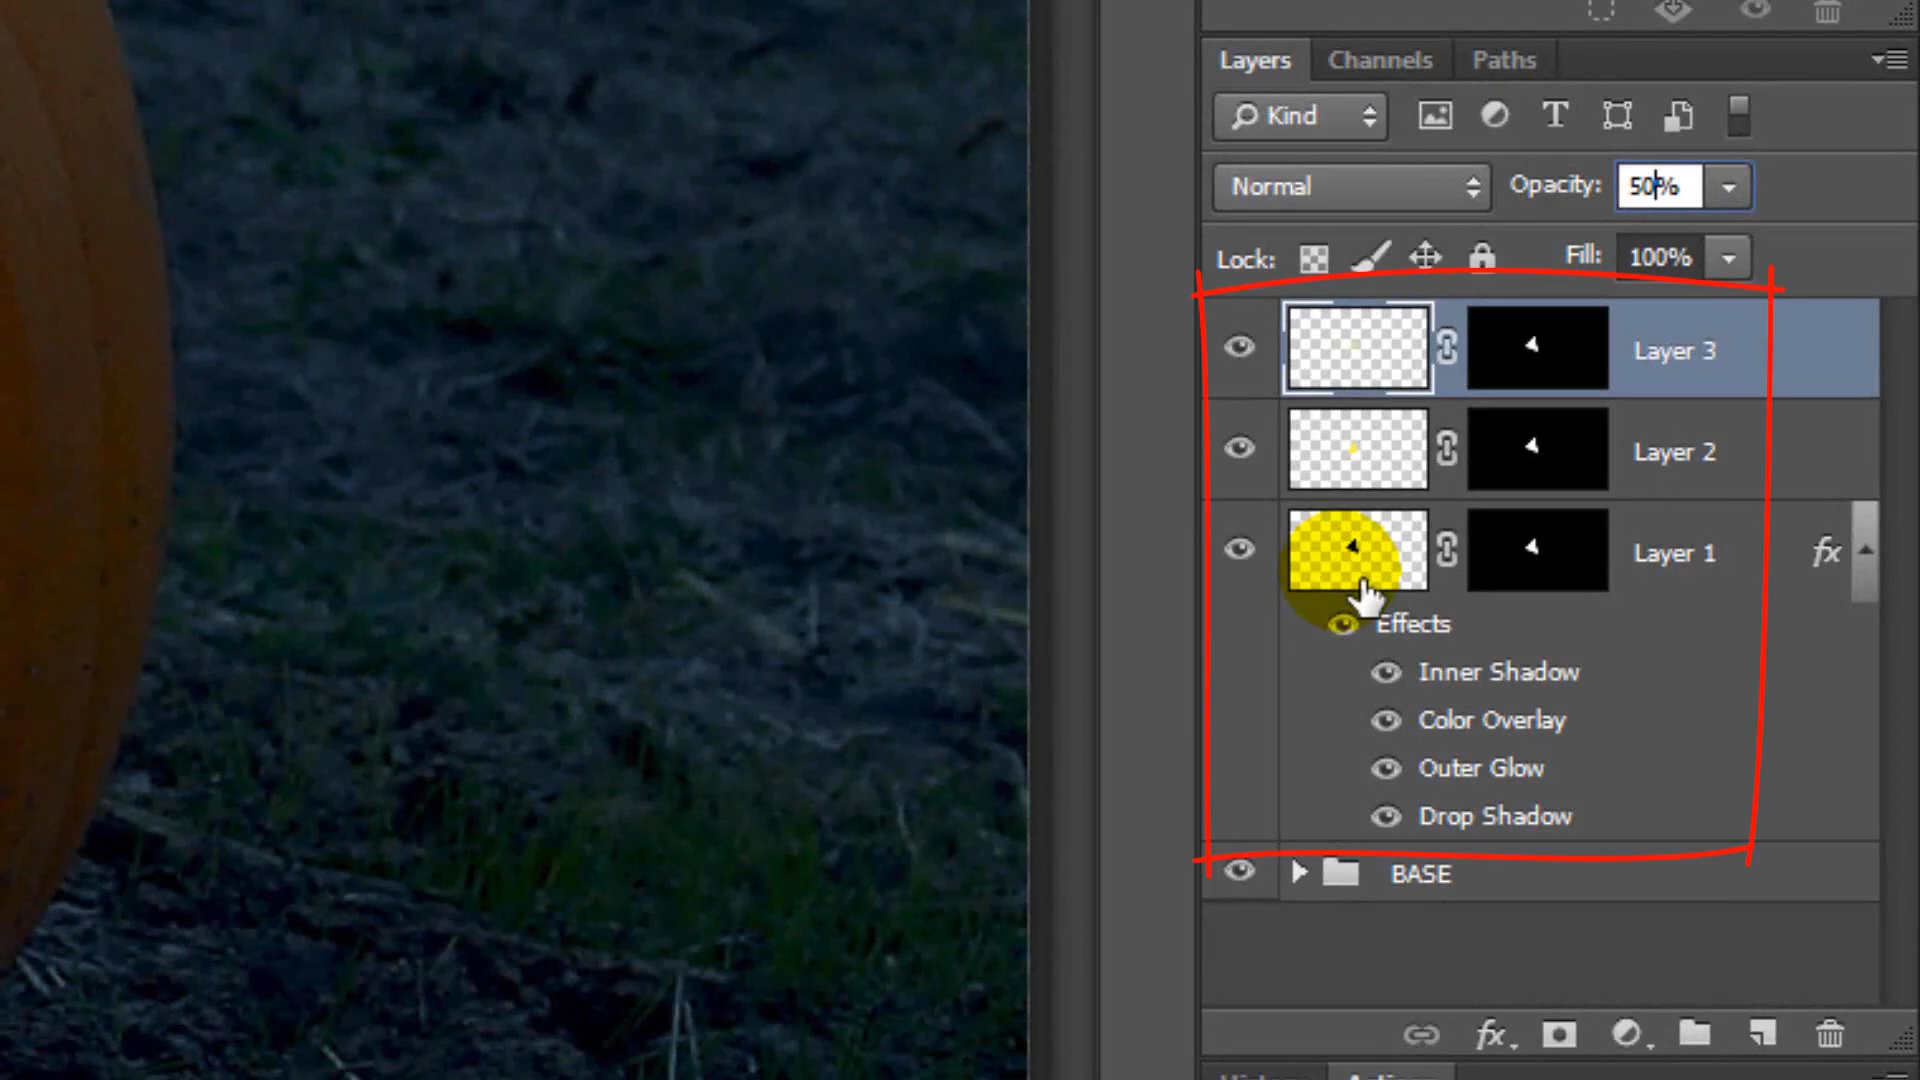 Layers Channels Paths
Kind T
Normal Opacity: 50%
Lock: Fill: 100%
Layer 3
Layer 2
Layer 1 fx
Effects
Inner Shadow
Color Overlay
Outer Glow
Drop Shadow
BASE
fx